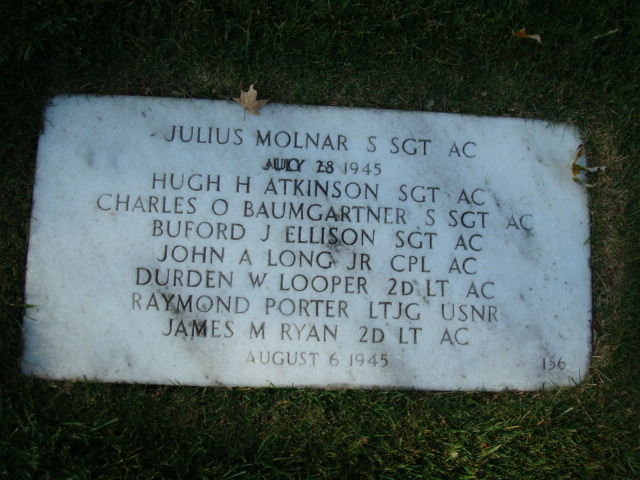 JULIUS MOLNAR S SGT AC
JULY 28 1945
HUGH H ATKINSON SGT AC
CHARLES O BAUMGARTNER S SGT AC
BUFORD J ELLISON SGT AC
JOHN A LONG JR CPL AC
DURDEN W LOOPER 2D LT AC
RAYMOND PORTER LTJG USNR
JAMES M RYAN 2D LT AC
AUGUST 6 1945
156